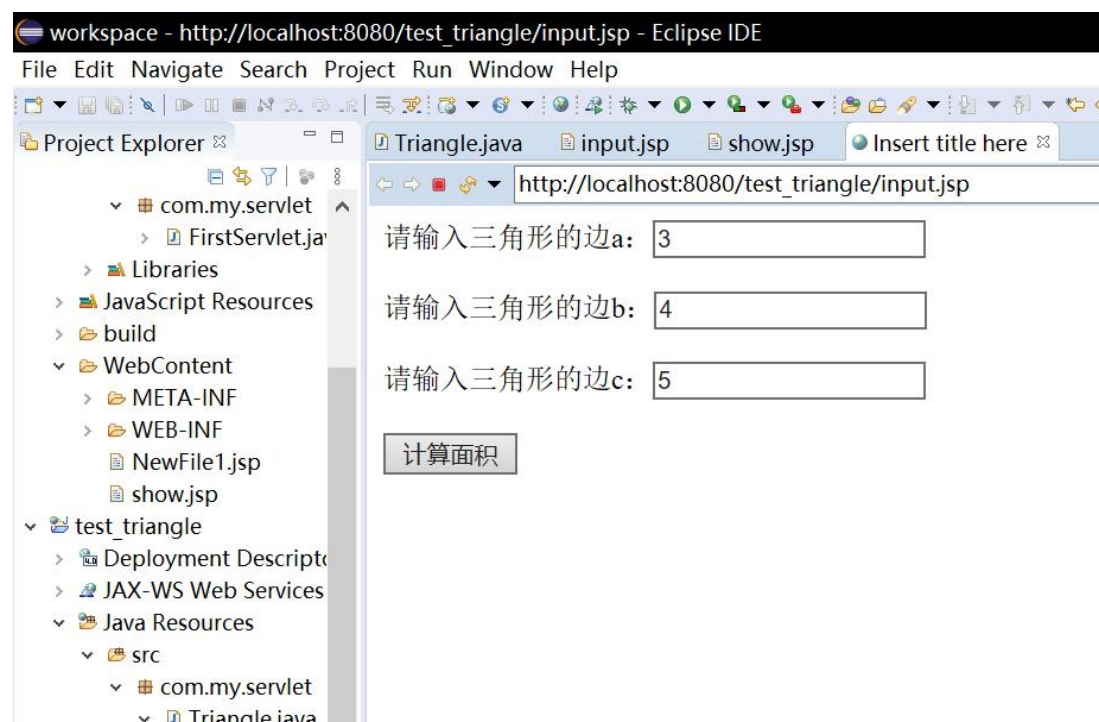 workspace - http://localhost:8080/test_triangle/input.jsp - Eclipse IDE
File Edit Navigate Search Project Run Window Help
Project Explorer
Triangle.java input.jsp show.jsp Insert title here
http://localhost:8080/test_triangle/input.jsp
com.my.servlet
FirstServlet.jav
Libraries
JavaScript Resources
build
WebContent
META-INF
WEB-INF
NewFile1.jsp
show.jsp
test_triangle
Deployment Descripto
JAX-WS Web Services
Java Resources
src
com.my.servlet
Triangle.java
请输入三角形的边a： 3
请输入三角形的边b： 4
请输入三角形的边c： 5
计算面积